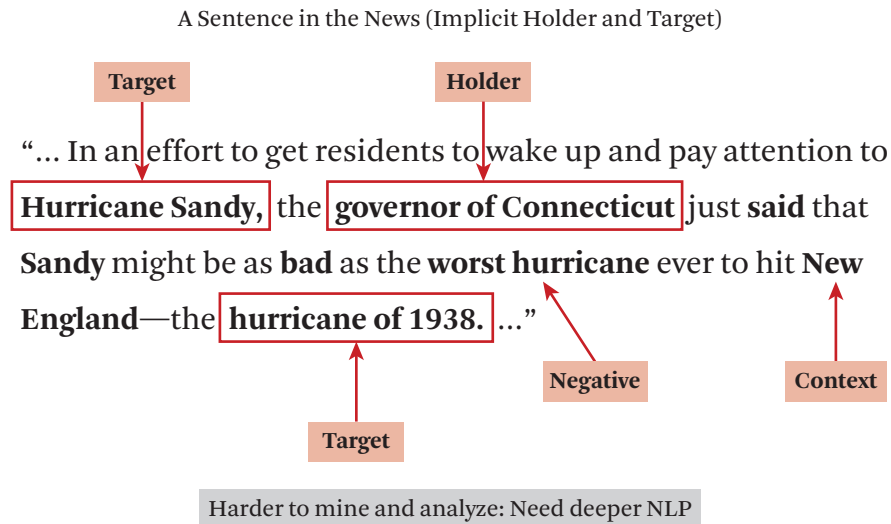 A Sentence in the News (Implicit Holder and Target)
Target
Holder
“... In an effort to get residents to wake up and pay attention to
Hurricane Sandy, the governor of Connecticut just said that
Sandy might be as bad as the worst hurricane ever to hit New
England—the hurricane of 1938. ...”
Negative
Context
Target
Harder to mine and analyze: Need deeper NLP